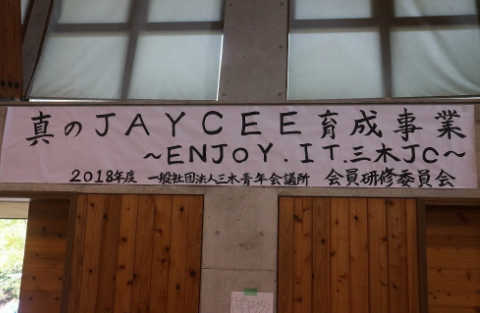 真のJAYCEE育成事業
～ENJOY.IT.三木JC～
2018年度 一般社団法人三木青年会議所 会員研修委員会